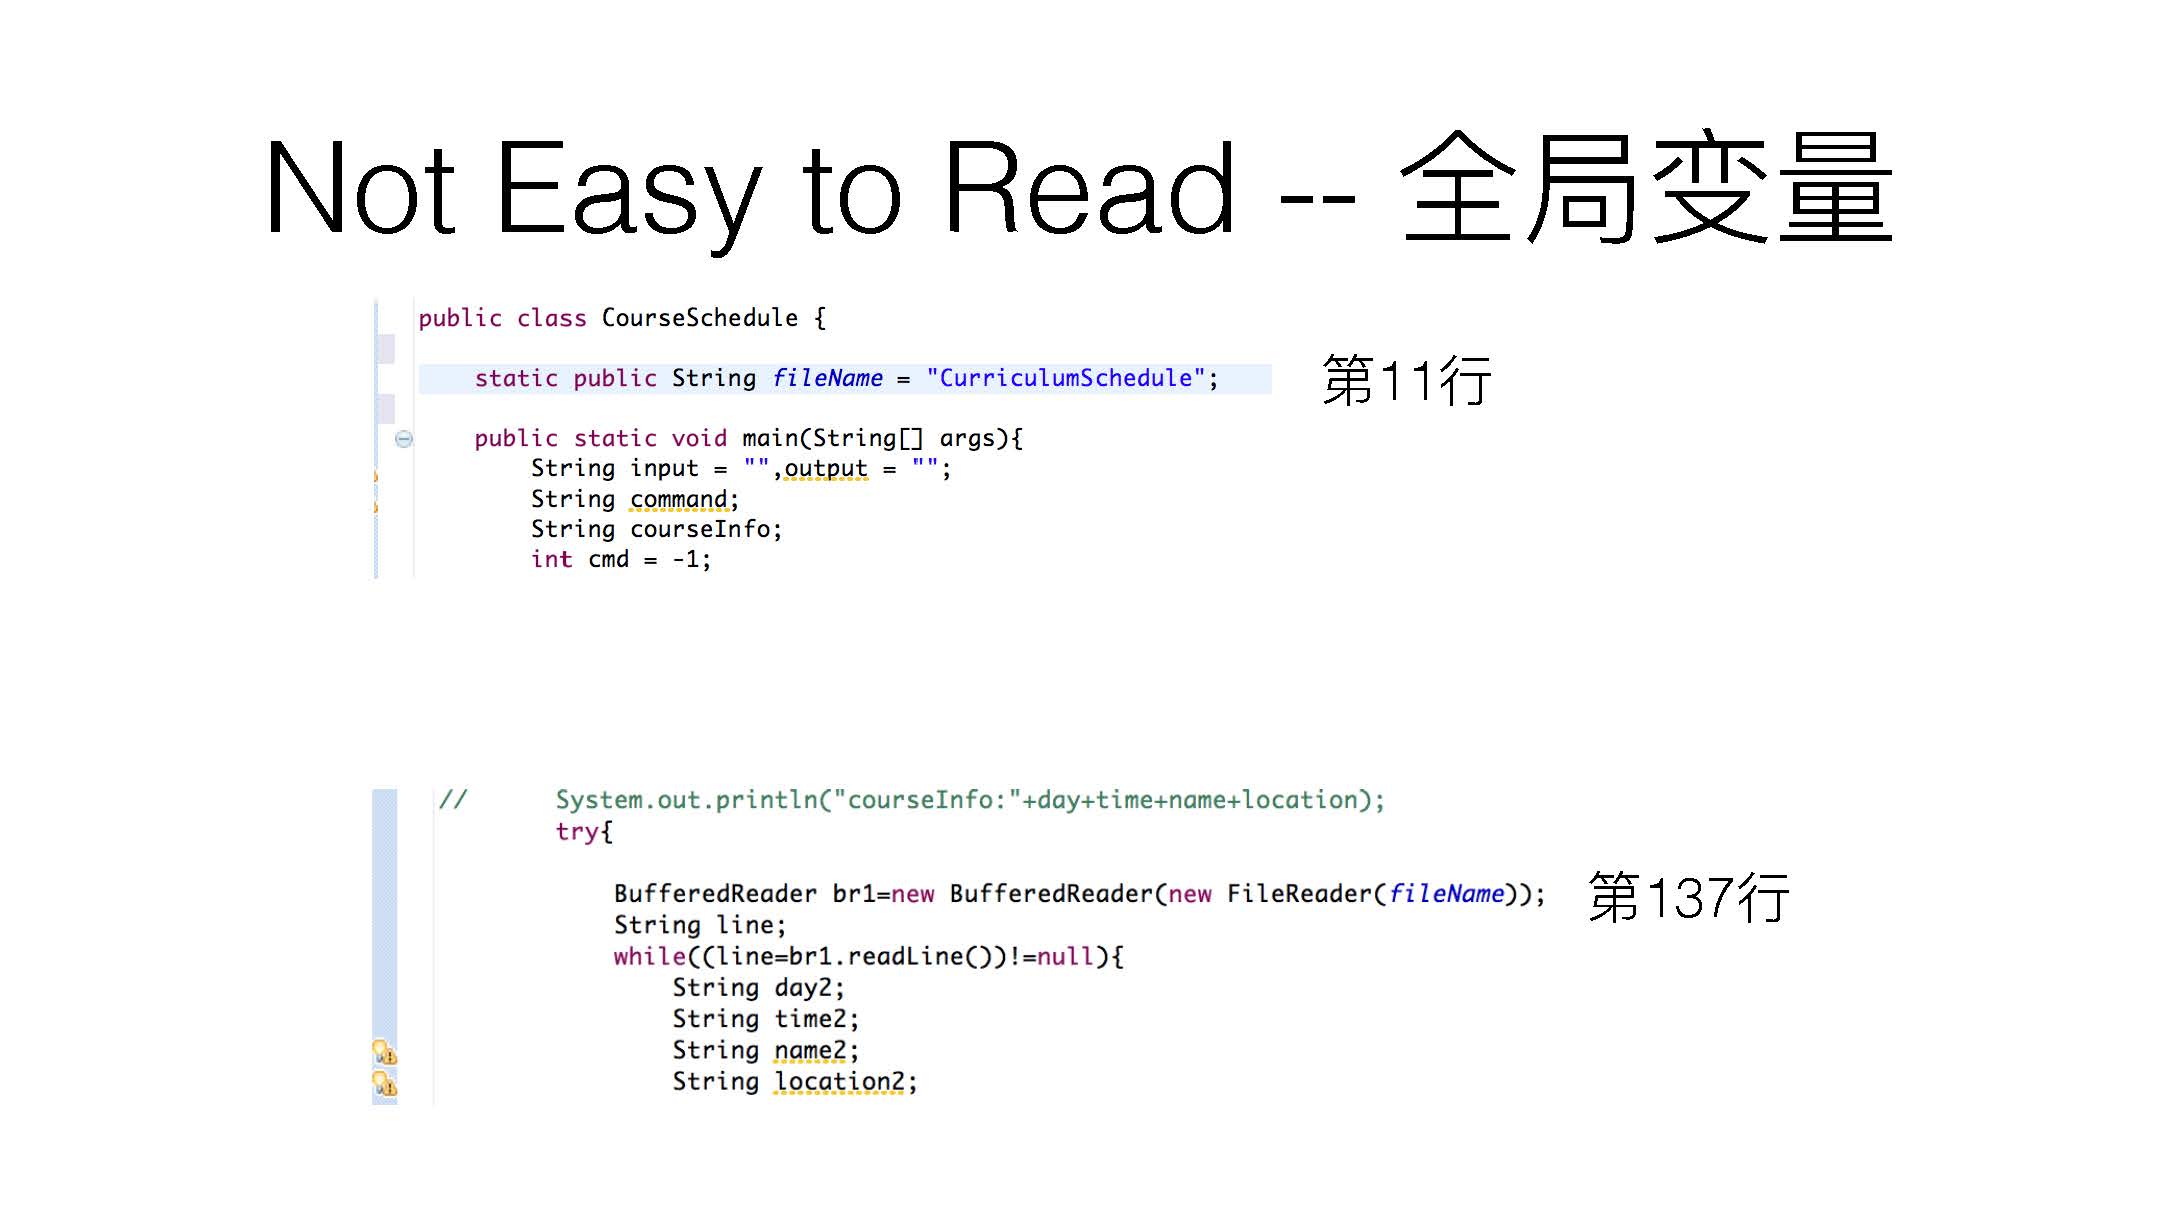 Not Easy to Read -- 全局变量
public class CourseSchedule {
static public String fileName = "CurriculumSchedule";
第11行
public static void main(String[] args){
String input = "",output = "";
String command;
String courseInfo;
int cmd = -1;
// System.out.println("courseInfo:"+day+time+name+location);
try{
BufferedReader br1=new BufferedReader(new FileReader(fileName));
第137行
String line;
while((line=br1.readLine())!=null){
String day2;
String time2;
String name2;
String location2;